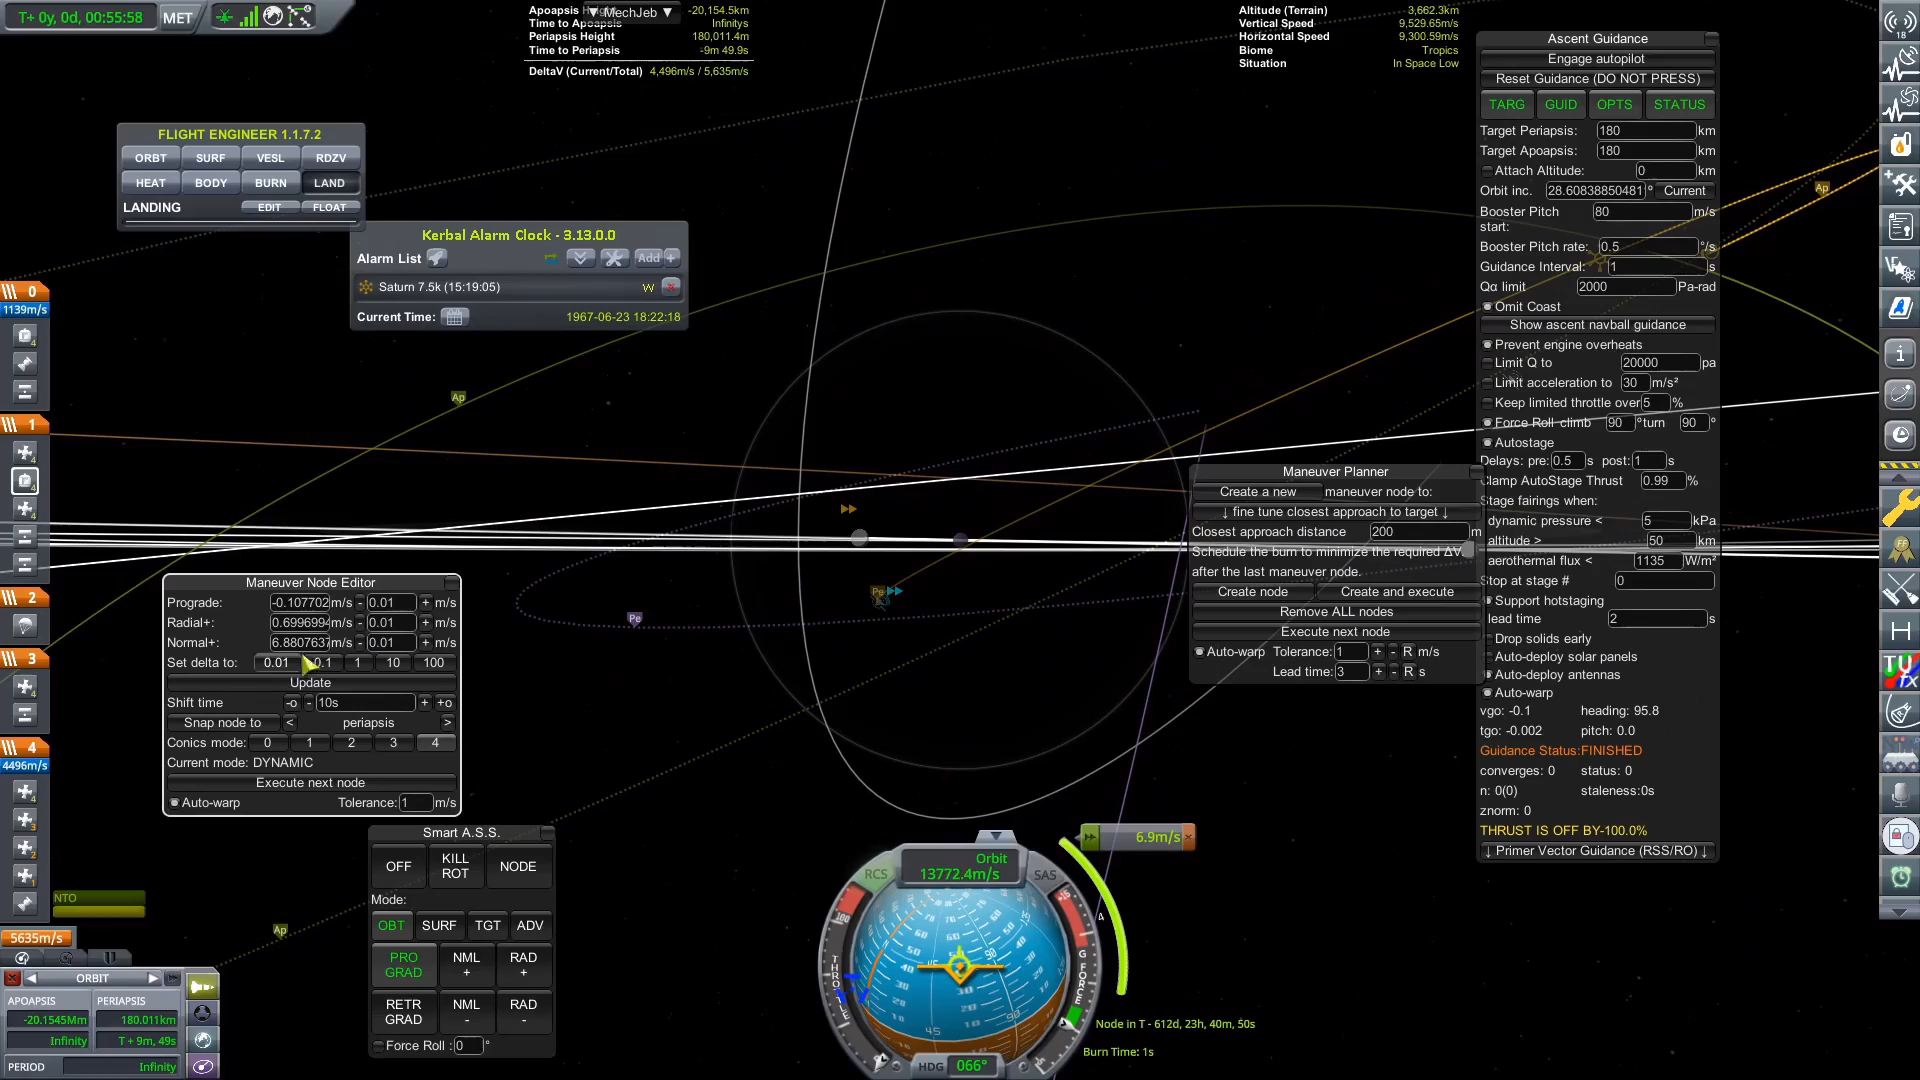 T+ 0y, 0d, 00:55:58
MET
Apoapsis
-20,154.5km
▼ MechJeb ▼
Time to
Infinitys
Periapsis Height
180,011.4m
Time to Periapsis
-9m 49.9s
DeltaV (Current/Total)
4,496m/s / 5,635m/s
Altitude (Terrain)
3,662.3km
Vertical Speed
9,529.65m/s
Horizontal Speed
9,300.59m/s
Biome
Tropics
Situation
In Space Low
18
FLIGHT ENGINEER 1.1.7.2
ORBT SURF VESL RDZV
HEAT BODY BURN LAND
LANDING EDIT FLOAT
Kerbal Alarm Clock - 3.13.0.0
Alarm List Add +
Saturn 7.5k (15:19:05) W
Current Time: 1967-06-23 18:22:18
Ascent Guidance
Engage autopilot
Reset Guidance (DO NOT PRESS)
TARG GUID OPTS STATUS
Target Periapsis: 180 km
Target Apoapsis: 180 km
Attach Altitude: 0 km
Orbit inc. 28.60838850481 ° Current
Booster Pitch start: 80 m/s
Booster Pitch rate: 0.5 °/s
Guidance Interval: 1 s
Qα limit 2000 Pa-rad
Omit Coast
Show ascent navball guidance
Prevent engine overheats
Limit Q to 20000 pa
Limit acceleration to 30 m/s²
Keep limited throttle over 5 %
Force Roll climb 90 ° turn 90 °
Autostage
Delays: pre: 0.5 s post: 1 s
Clamp AutoStage Thrust 0.99 %
Stage fairings when:
dynamic pressure < 5 kPa
altitude > 50 km
aerothermal flux < 1135 W/m²
Stop at stage # 0
Support hotstaging
lead time 2 s
Drop solids early
Auto-deploy solar panels
Auto-deploy antennas
Auto-warp
vgo: -0.1 heading: 95.8
tgo: -0.002 pitch: 0.0
Guidance Status:FINISHED
converges: 0 status: 0
n: 0(0) staleness:0s
znorm: 0
THRUST IS OFF BY-100.0%
↓ Primer Vector Guidance (RSS/RO) ↓
Maneuver Planner
Create a new maneuver node to:
↓ fine tune closest approach to target ↓
Closest approach distance 200 m
Schedule the burn to minimize the required ΔV
after the last maneuver node.
Create node Create and execute
Remove ALL nodes
Execute next node
Auto-warp Tolerance: 1 + - R m/s
Lead time: 3 + - R s
Maneuver Node Editor
Prograde: -0.107702 m/s - 0.01 + m/s
Radial+: 0.6996994 m/s - 0.01 + m/s
Normal+: 6.8807637 m/s - 0.01 + m/s
Set delta to: 0.01 0.1 1 10 100
Update
Shift time -o - 10s + +o
Snap node to < periapsis >
Conics mode: 0 1 2 3 4
Current mode: DYNAMIC
Execute next node
Auto-warp Tolerance: 1 m/s
Smart A.S.S.
OFF KILL ROT NODE
Mode:
OBT SURF TGT ADV
PRO GRAD NML + RAD +
RETR GRAD NML - RAD -
Force Roll : 0 °
Ap
Ap
Ap
Pe
Pe
0
1139m/s
4
1
4
4
4
2
3
4
4
4496m/s
4
3
2
1
NTO
5635m/s
ORBIT
APOAPSIS PERIAPSIS
-20.1545Mm 180.011km
Infinity T + 9m, 49s
PERIOD Infinity
Orbit
13772.4m/s
RCS SAS
THROTTLE
G FORCE
HDG 066°
6.9m/s
Node in T - 612d, 23h, 40m, 50s
Burn Time: 1s